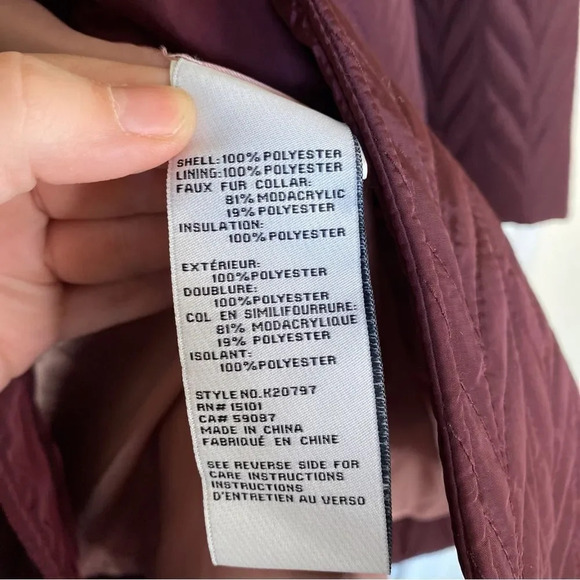 SHELL:100% POLYESTER
LINING:100% POLYESTER
FAUX FUR COLLAR:
81% MODACRYLIC
19% POLYESTER
INSULATION:
100% POLYESTER
EXTÉRIEUR:
100% POLYESTER
DOUBLURE:
100% POLYESTER
COL EN SIMILIFOURRURE:
81% MODACRYLIQUE
19% POLYESTER
ISOLANT:
100% POLYESTER
STYLE NO.K20797
RN# 15101
CA# 59087
MADE IN CHINA
FABRIQUÉ EN CHINE
SEE REVERSE SIDE FOR
CARE INSTRUCTIONS
INSTRUCTIONS
D'ENTRETIEN AU VERSO